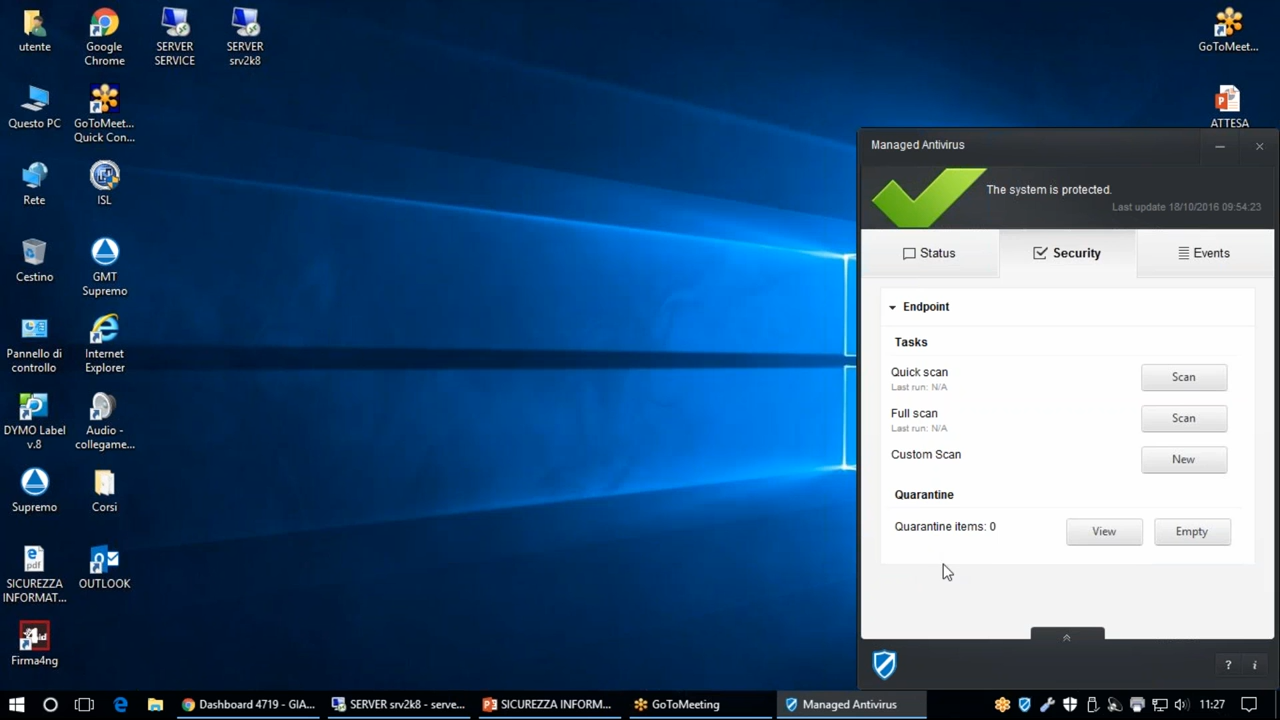 utente
Google
Chrome
SERVER
SERVICE
SERVER
srv2k8
GoToMeet...
Questo PC
GoToMeet...
Quick Con...
ATTESA
Rete
ISL
Cestino
GMT
Supremo
Pannello di
controllo
Internet
Explorer
DYMO Label
v.8
Audio -
collegame...
Supremo
Corsi
SICUREZZA
INFORMAT...
OUTLOOK
Firma4ng
Managed Antivirus
The system is protected.
Last update 18/10/2016 09:54:23
Status
Security
Events
Endpoint
Tasks
Quick scan
Last run: N/A
Scan
Full scan
Last run: N/A
Scan
Custom Scan
New
Quarantine
Quarantine items: 0
View
Empty
? i
Dashboard 4719 - GIA...
SERVER srv2k8 - serve...
SICUREZZA INFORM...
GoToMeeting
Managed Antivirus
11:27